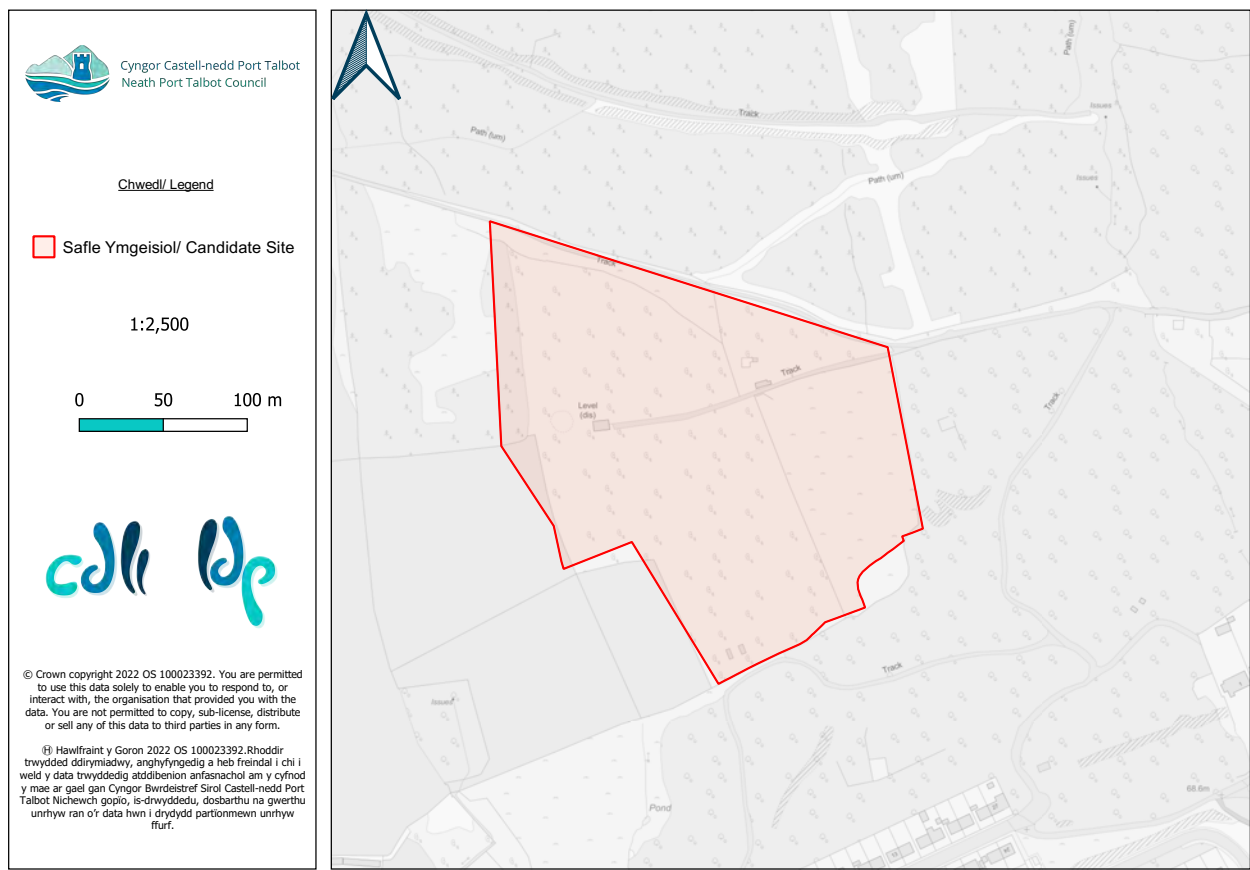 Cyngor Castell-nedd Port Talbot
Neath Port Talbot Council
Chwedl/ Legend
Safle Ymgeisiol/ Candidate Site
1:2,500
0 50 100 m
cdll ldp
© Crown copyright 2022 OS 100023392. You are permitted
to use this data solely to enable you to respond to, or
interact with, the organisation that provided you with the
data. You are not permitted to copy, sub-license, distribute
or sell any of this data to third parties in any form.
Ⓗ Hawlfraint y Goron 2022 OS 100023392.Rhoddir
trwydded ddirymiadwy, anghyfyngedig a heb freindal i chi i
weld y data trwyddedig atddibenion anfasnachol am y cyfnod
y mae ar gael gan Cyngor Bwrdeistref Sirol Castell-nedd Port
Talbot Nichewch gopïo, is-drwyddedu, dosbarthu na gwerthu
unrhyw ran o'r data hwn i drydydd partïonmewn unrhyw
ffurf.
Path (um)
Track
Issues
Path (um)
Path (um)
Issues
Track
Track
Level
(dis)
Track
Track
Issues
Pond
68.6m